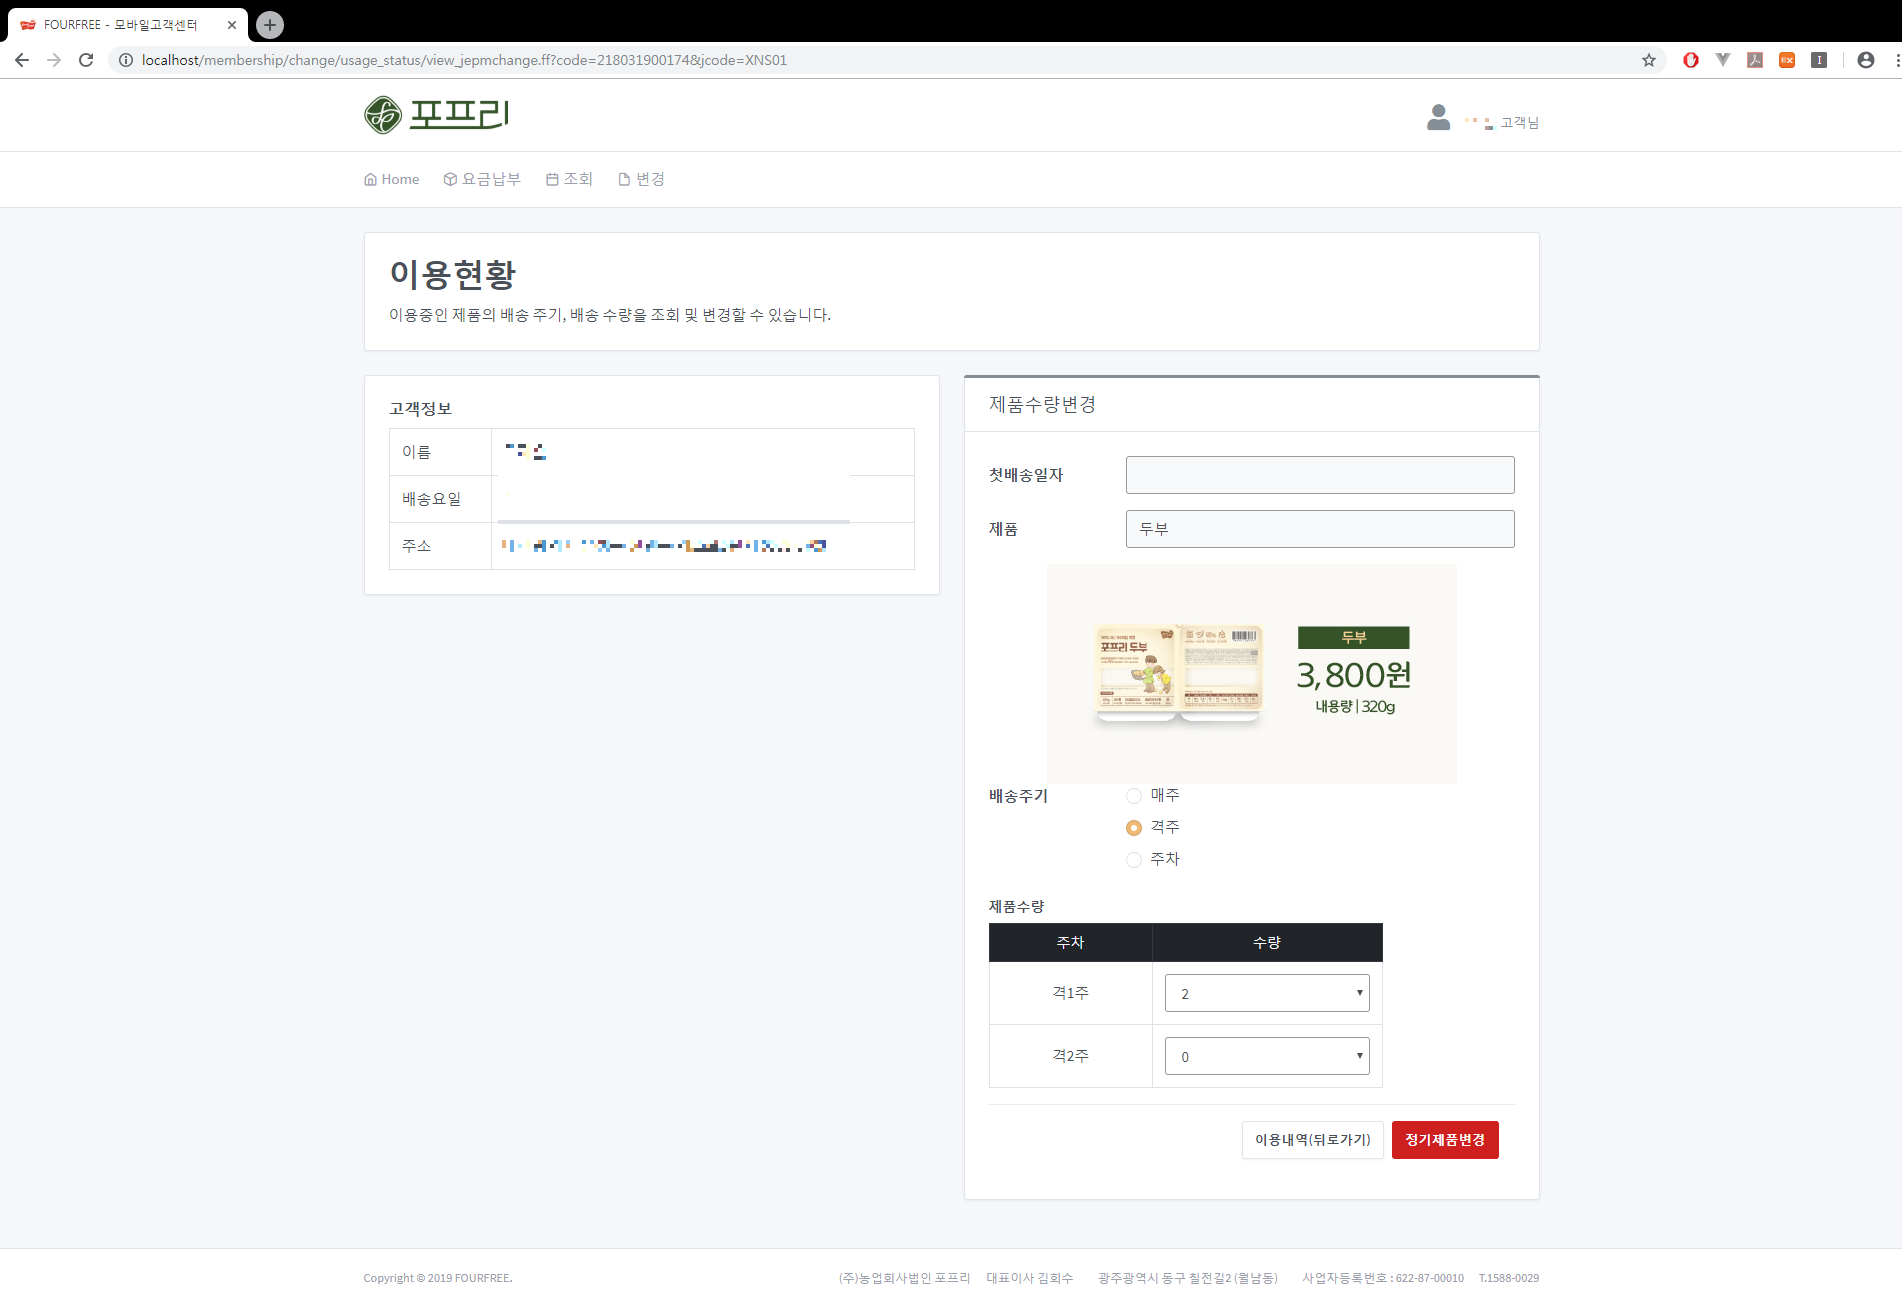 FOURFREE - 모바일고객센터
localhost/membership/change/usage_status/view_jepmchange.ff?code=218031900174&jcode=XNS01
포프리
고객님
Home 요금납부 조회 변경
이용현황
이용중인 제품의 배송 주기, 배송 수량을 조회 및 변경할 수 있습니다.
고객정보
이름
배송요일
주소
제품수량변경
첫배송일자
제품 두부
포프리 두부
두부
3,800원
내용량 | 320g
배송주기 매주
격주
주차
제품수량
주차 수량
격1주 2
격2주 0
이용내역(뒤로가기) 정기제품변경
Copyright © 2019 FOURFREE. (주)농업회사법인 포프리 대표이사 김회수 광주광역시 동구 칠전길2 (월남동) 사업자등록번호 : 622-87-00010 T.1588-0029